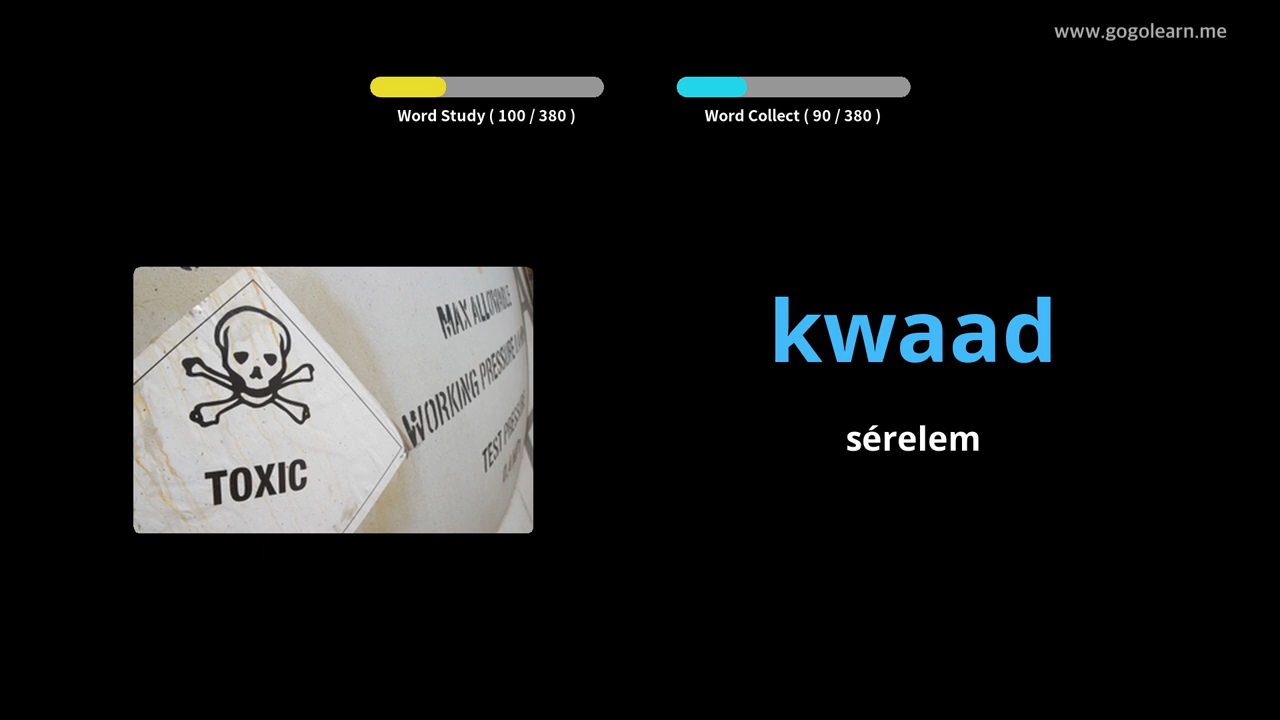 www.gogolearn.me
Word Study ( 100 / 380 )
Word Collect ( 90 / 380 )
kwaad
sérelem
MAX ALLOWABLE
WORKING PRESSURE
TEST PRESSURE
TOXIC